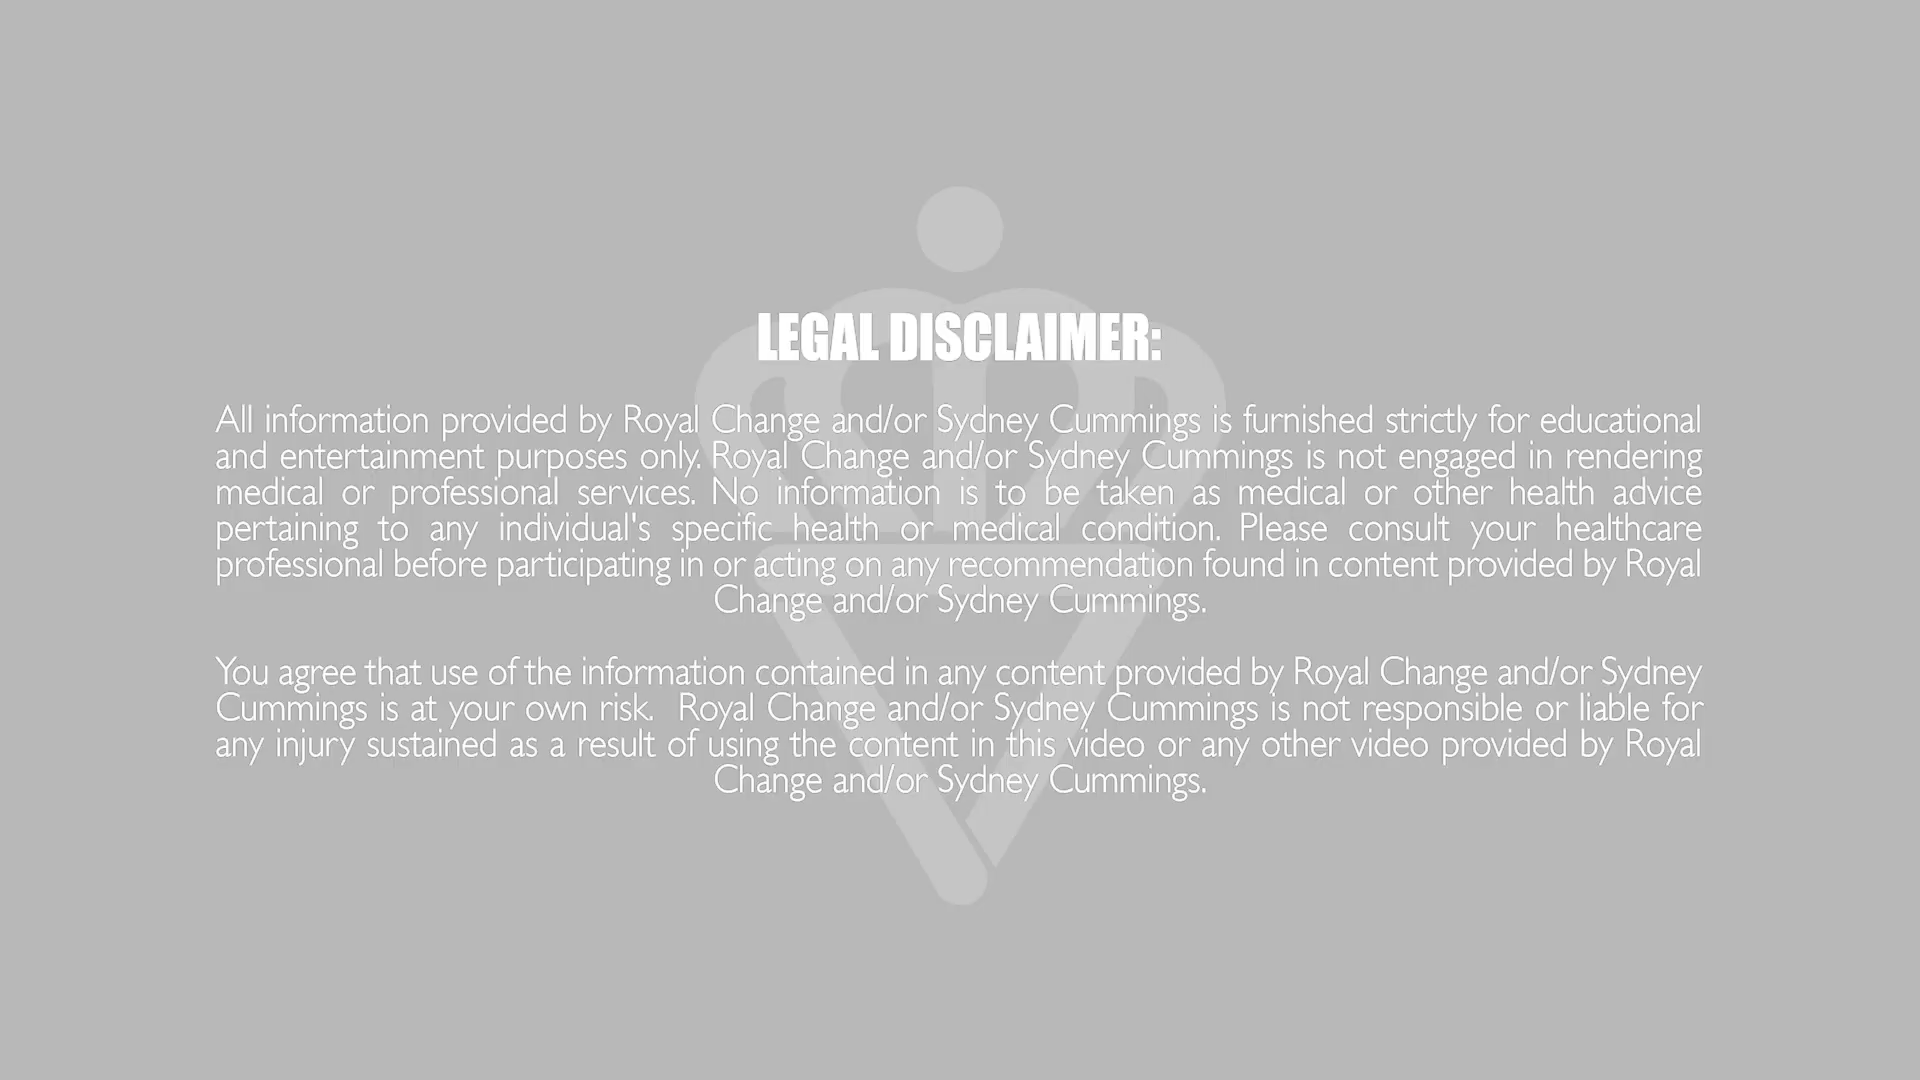 LEGAL DISCLAIMER:
All information provided by Royal Change and/or Sydney Cummings is furnished strictly for educational
and entertainment purposes only. Royal Change and/or Sydney Cummings is not engaged in rendering
medical or professional services. No information is to be taken as medical or other health advice
pertaining to any individual's specific health or medical condition. Please consult your healthcare
professional before participating in or acting on any recommendation found in content provided by Royal
Change and/or Sydney Cummings.
You agree that use of the information contained in any content provided by Royal Change and/or Sydney
Cummings is at your own risk.  Royal Change and/or Sydney Cummings is not responsible or liable for
any injury sustained as a result of using the content in this video or any other video provided by Royal
Change and/or Sydney Cummings.